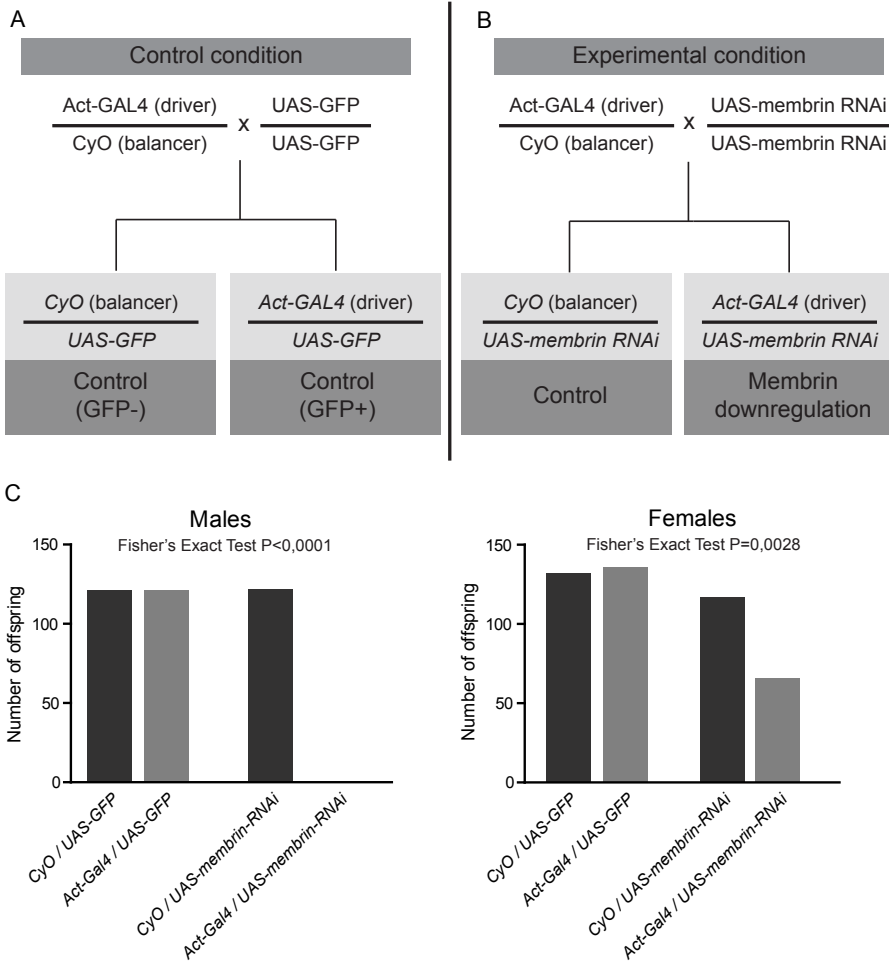 A
Control condition
Act-GAL4 (driver)
CyO (balancer)
x
UAS-GFP
UAS-GFP
CyO (balancer)
UAS-GFP
Control
(GFP-)
Act-GAL4 (driver)
UAS-GFP
Control
(GFP+)
B
Experimental condition
Act-GAL4 (driver)
CyO (balancer)
x
UAS-membrin RNAi
UAS-membrin RNAi
CyO (balancer)
UAS-membrin RNAi
Control
Act-GAL4 (driver)
UAS-membrin RNAi
Membrin
downregulation
C
Males
Fisher's Exact Test P<0,0001
Number of offspring
150
100
50
0
CyO / UAS-GFP
Act-Gal4 / UAS-GFP
CyO / UAS-membrin-RNAi
Act-Gal4 / UAS-membrin-RNAi
Females
Fisher's Exact Test P=0,0028
Number of offspring
150
100
50
0
CyO / UAS-GFP
Act-Gal4 / UAS-GFP
CyO / UAS-membrin-RNAi
Act-Gal4 / UAS-membrin-RNAi